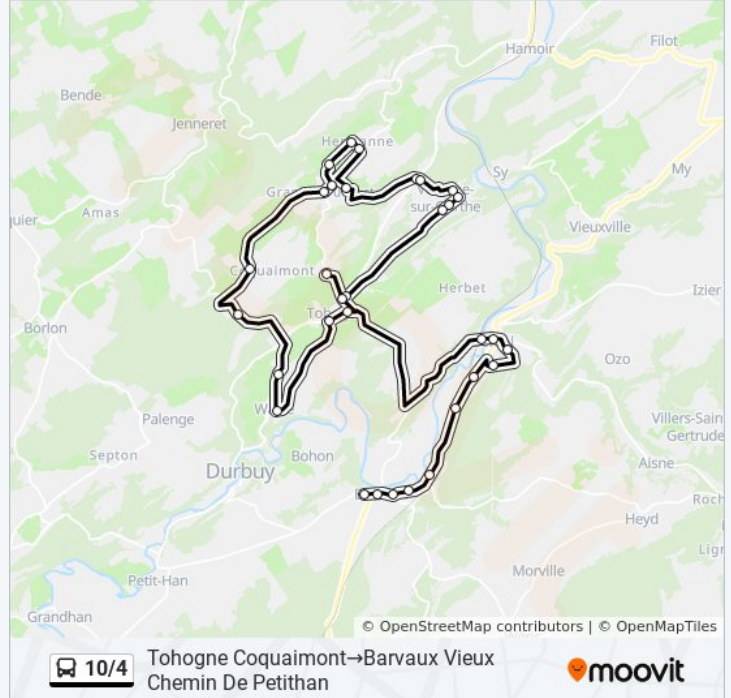 Hamoir
Filot
Bende
Jenneret
My
Sy
Amas
sur-
Vieuxville
Coquaimont
Herbet
Izier
Borlon
Ozo
Palenge
Villers-Sain
Gertrude
Septon
Bohon
Durbuy
Aisne
Heyd
Morville
Petit-Han
Grandhan
© OpenStreetMap contributors | © OpenMapTiles
10/4
Tohogne Coquaimont→Barvaux Vieux
Chemin De Petithan
moovit